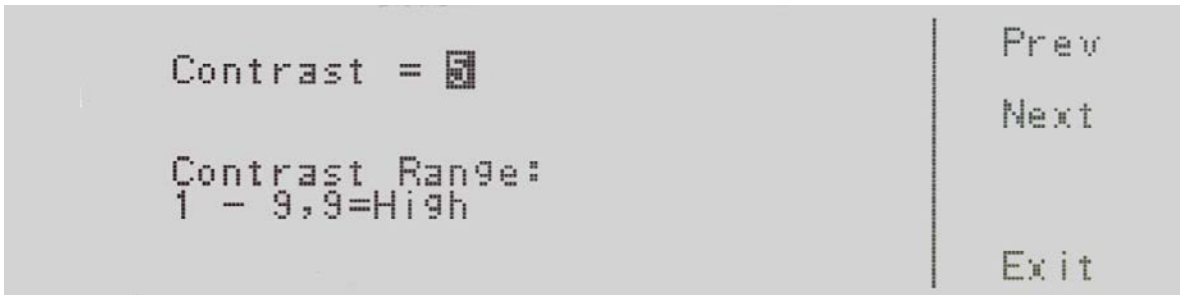 Contrast = 5
Contrast Range:
1 - 9,9=High
Prev
Next
Exit